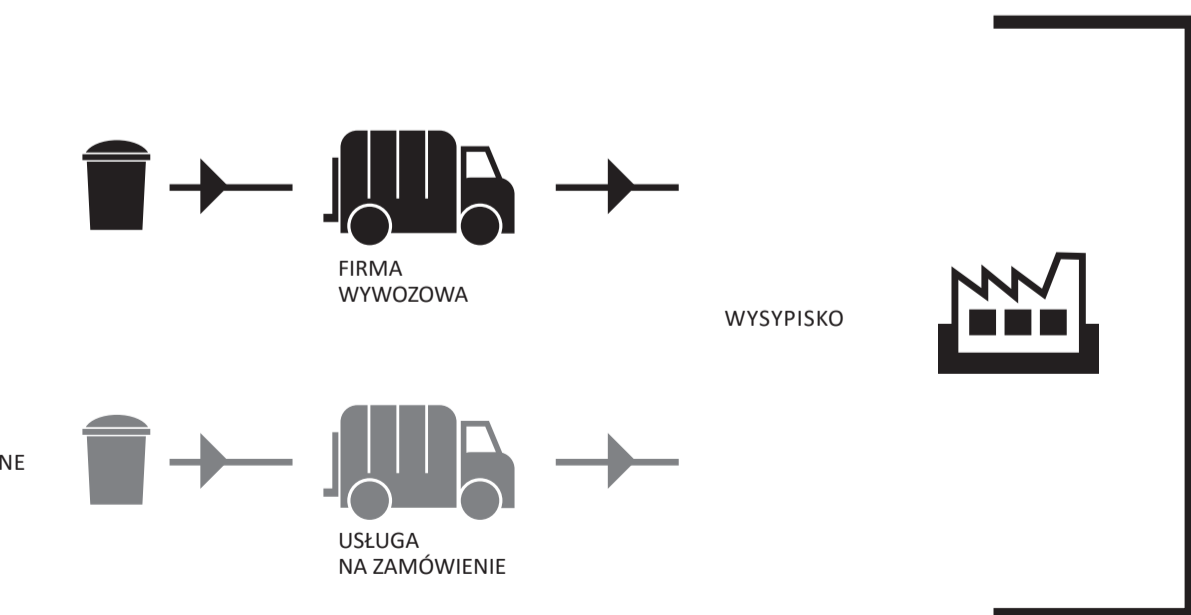 FIRMA
WYWOZOWA
WYSYPISKO
NE
USŁUGA
NA ZAMÓWIENIE